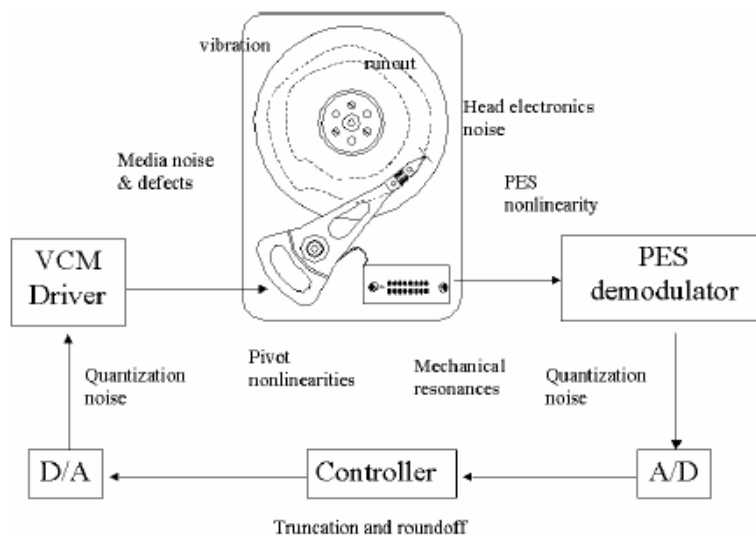 vibration
runout
Head electronics
noise
Media noise
& defects
PES
nonlinearity
VCM
Driver
PES
demodulator
Pivot
nonlinearities
Mechanical
resonances
Quantization
noise
Quantization
noise
D/A
Controller
A/D
Truncation and roundoff